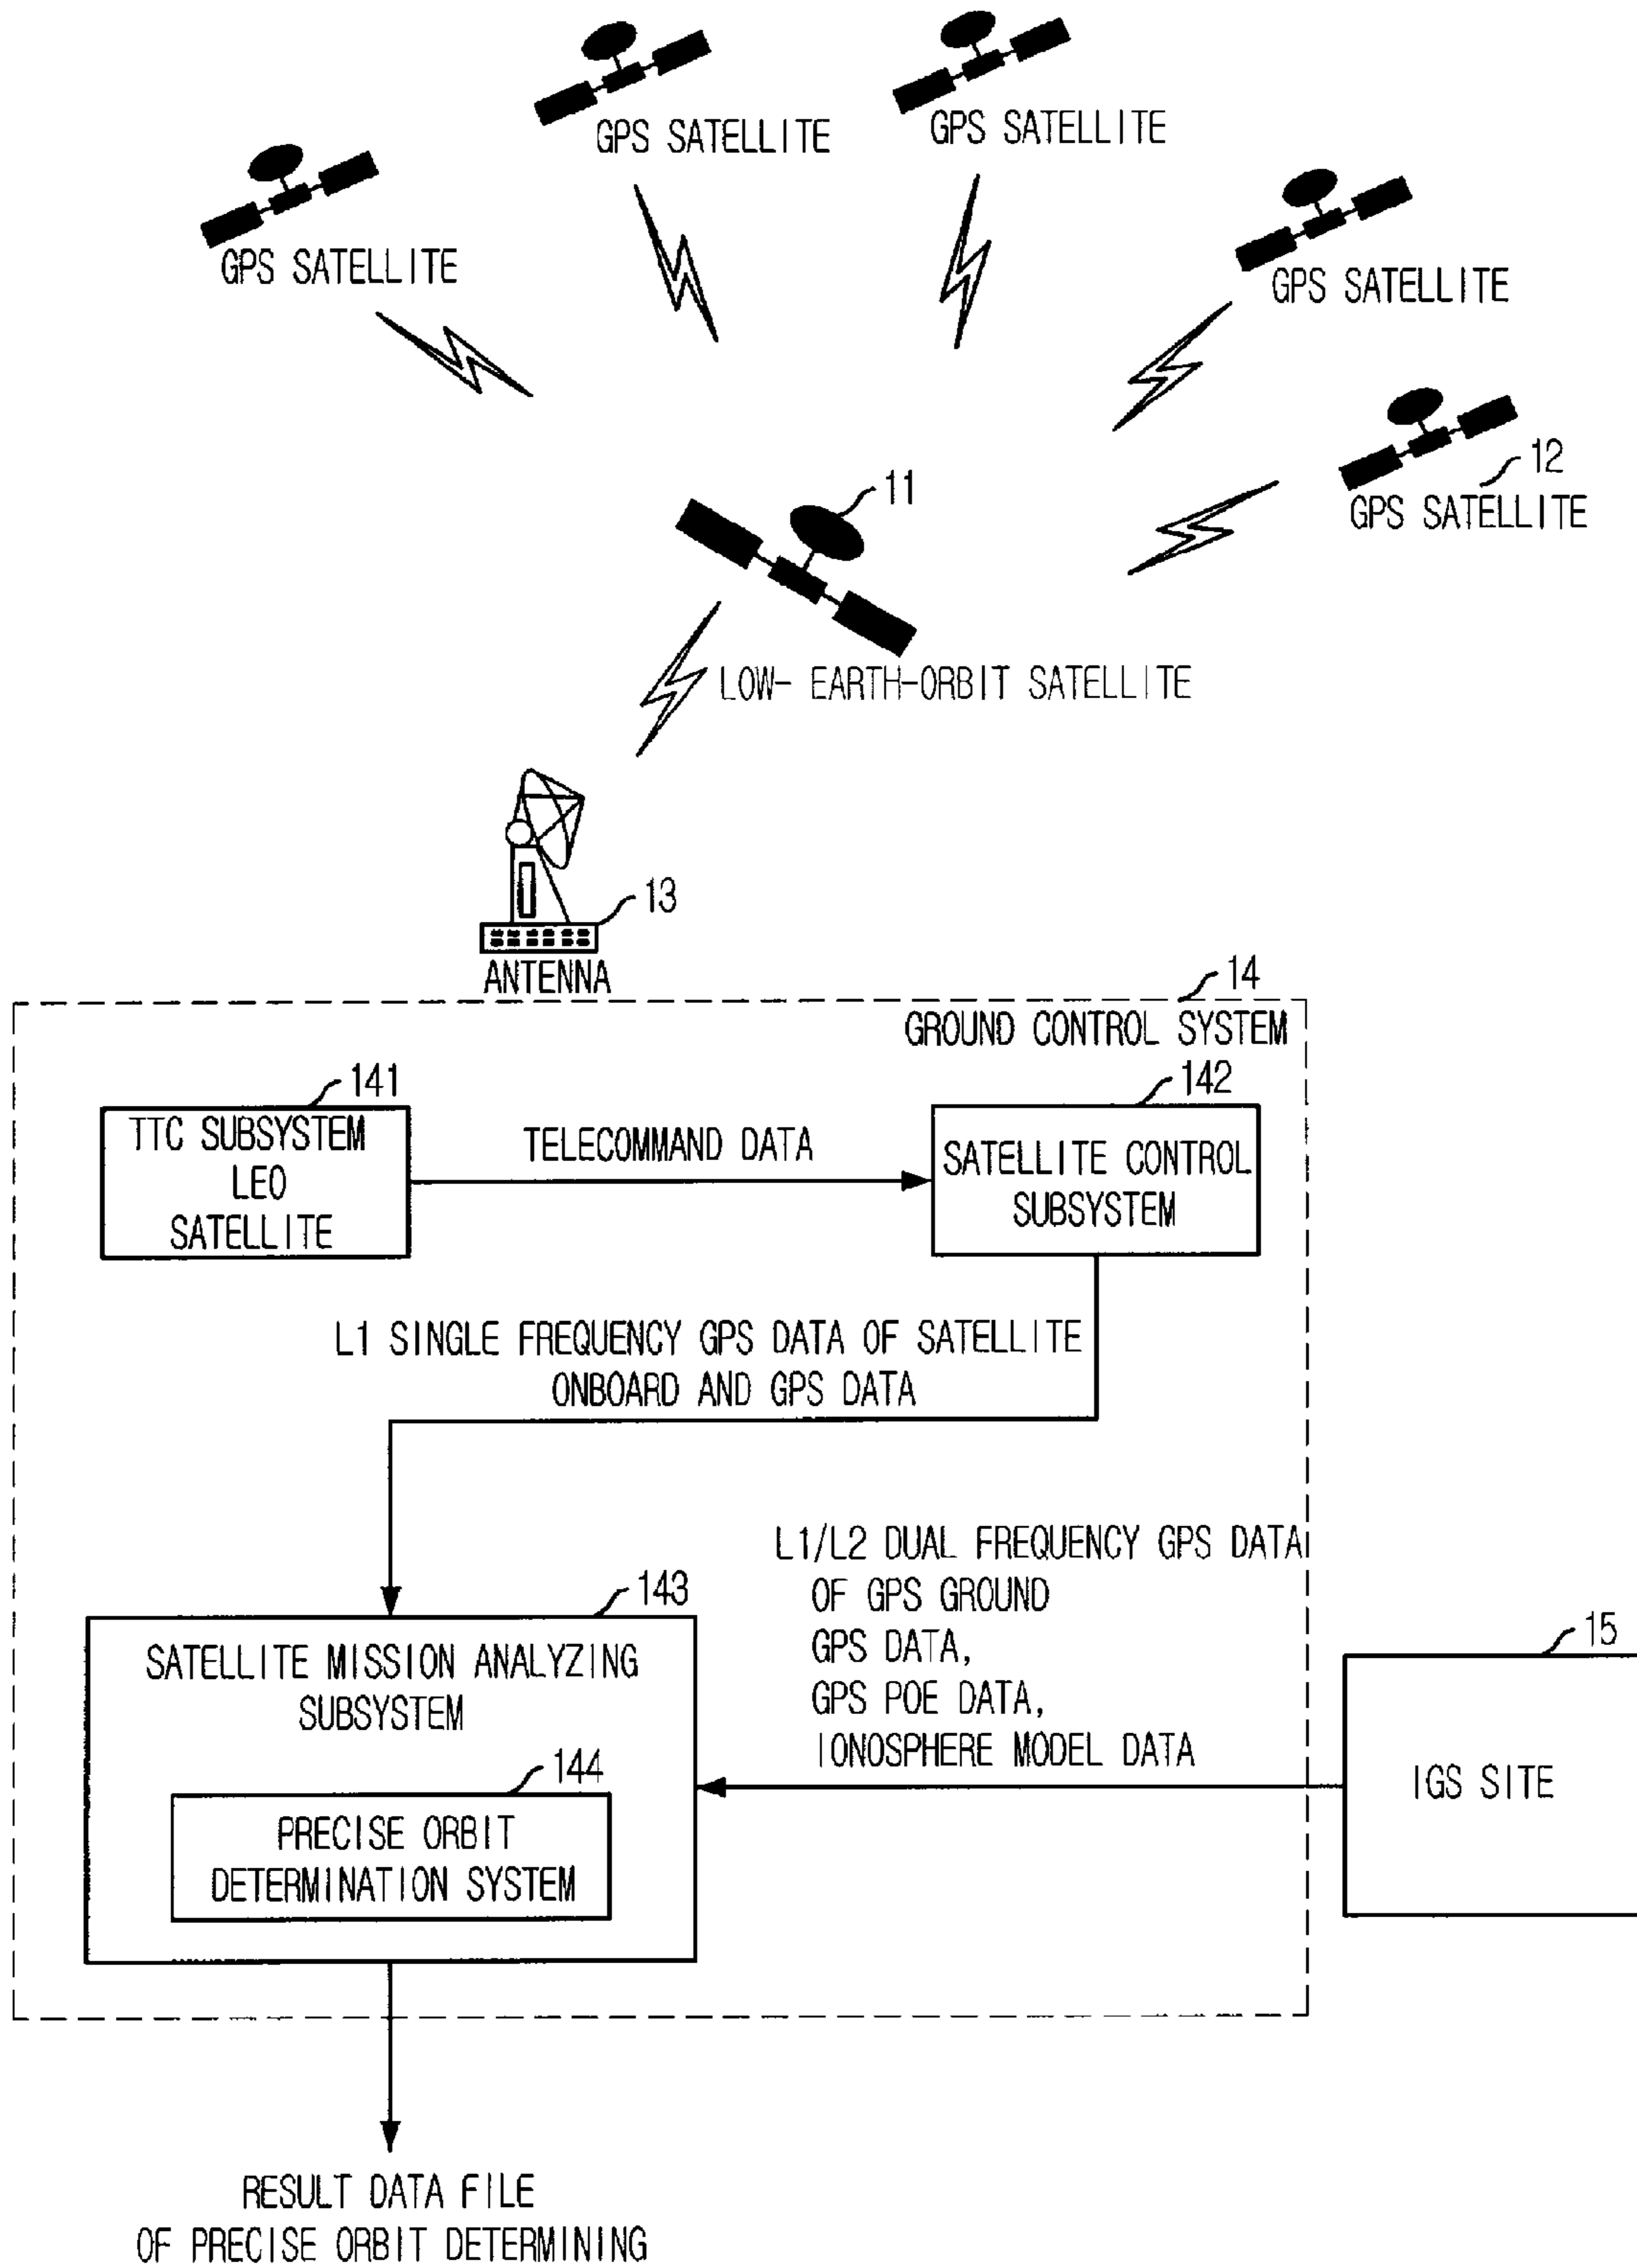 GPS SATELLITE
GPS SATELLITE
GPS SATELLITE
GPS SATELLITE
12
GPS SATELLITE
11
LOW- EARTH-ORBIT SATELLITE
13
ANTENNA
14
GROUND CONTROL SYSTEM
141
TTC SUBSYSTEM
LEO
SATELLITE
TELECOMMAND DATA
142
SATELLITE CONTROL
SUBSYSTEM
L1 SINGLE FREQUENCY GPS DATA OF SATELLITE
ONBOARD AND GPS DATA
L1/L2 DUAL FREQUENCY GPS DATA
OF GPS GROUND
GPS DATA,
GPS POE DATA,
IONOSPHERE MODEL DATA
143
SATELLITE MISSION ANALYZING
SUBSYSTEM
144
PRECISE ORBIT
DETERMINATION SYSTEM
15
IGS SITE
RESULT DATA FILE
OF PRECISE ORBIT DETERMINING